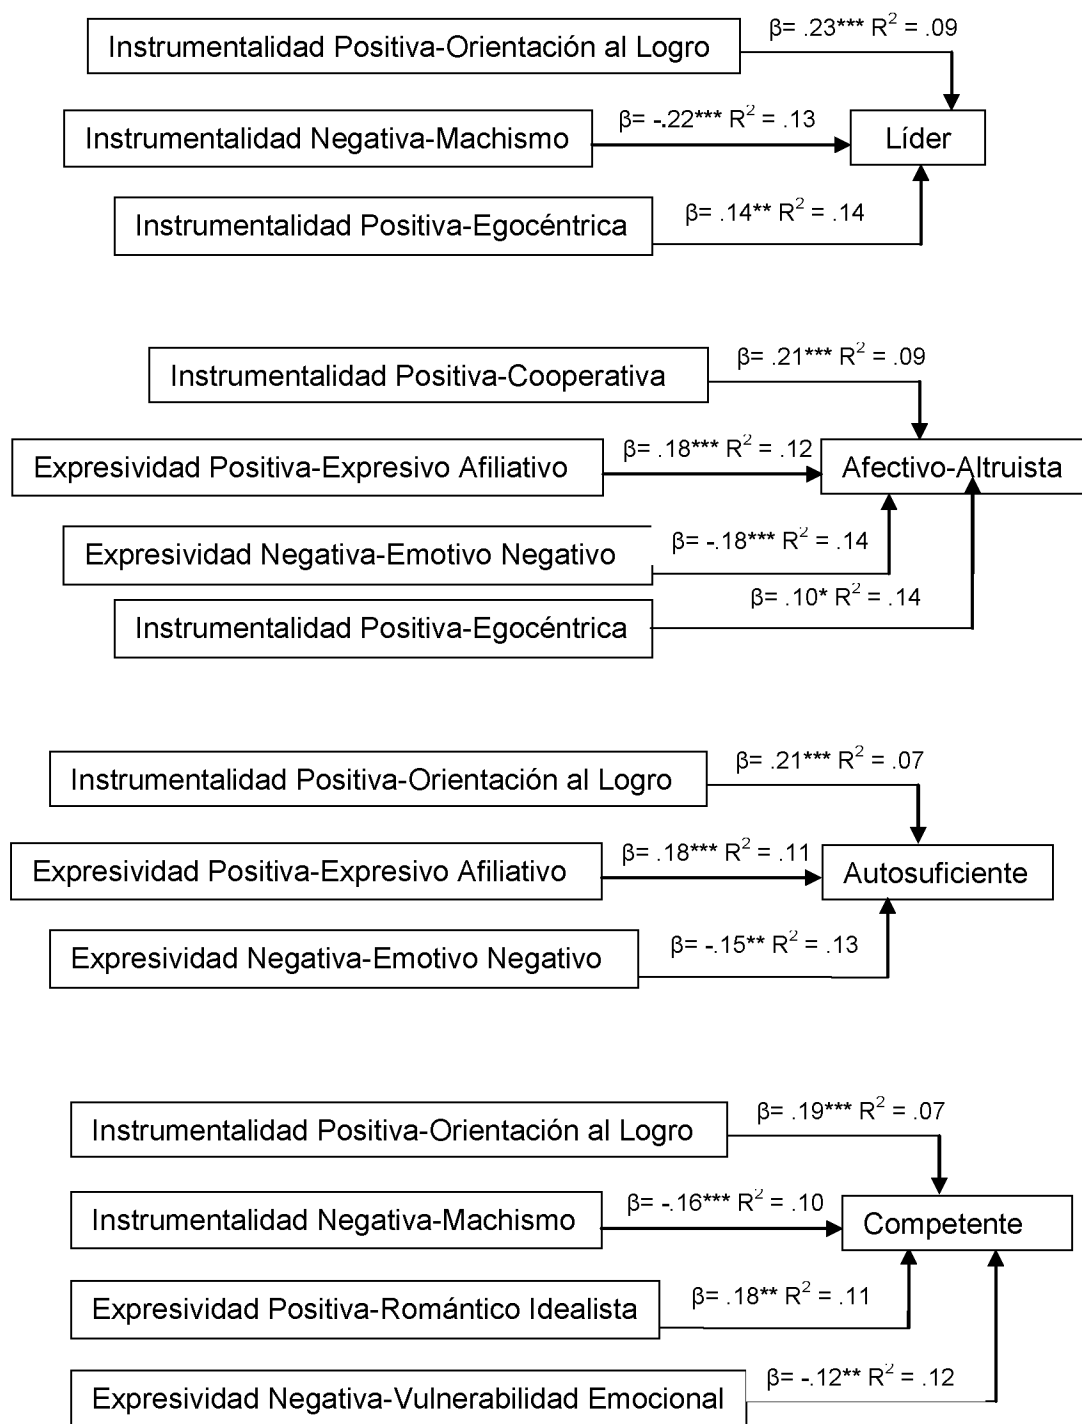 Instrumentalidad Positiva-Orientación al Logro
β= .23*** R² = .09
Instrumentalidad Negativa-Machismo
β= -.22*** R² = .13
Líder
Instrumentalidad Positiva-Egocéntrica
β= .14** R² = .14
Instrumentalidad Positiva-Cooperativa
β= .21*** R² = .09
Expresividad Positiva-Expresivo Afiliativo
β= .18*** R² = .12
Afectivo-Altruista
Expresividad Negativa-Emotivo Negativo
β= -.18*** R² = .14
Instrumentalidad Positiva-Egocéntrica
β= .10* R² = .14
Instrumentalidad Positiva-Orientación al Logro
β= .21*** R² = .07
Expresividad Positiva-Expresivo Afiliativo
β= .18*** R² = .11
Autosuficiente
Expresividad Negativa-Emotivo Negativo
β= -.15** R² = .13
Instrumentalidad Positiva-Orientación al Logro
β= .19*** R² = .07
Instrumentalidad Negativa-Machismo
β= -.16*** R² = .10
Competente
Expresividad Positiva-Romántico Idealista
β= .18** R² = .11
Expresividad Negativa-Vulnerabilidad Emocional
β= -.12** R² = .12